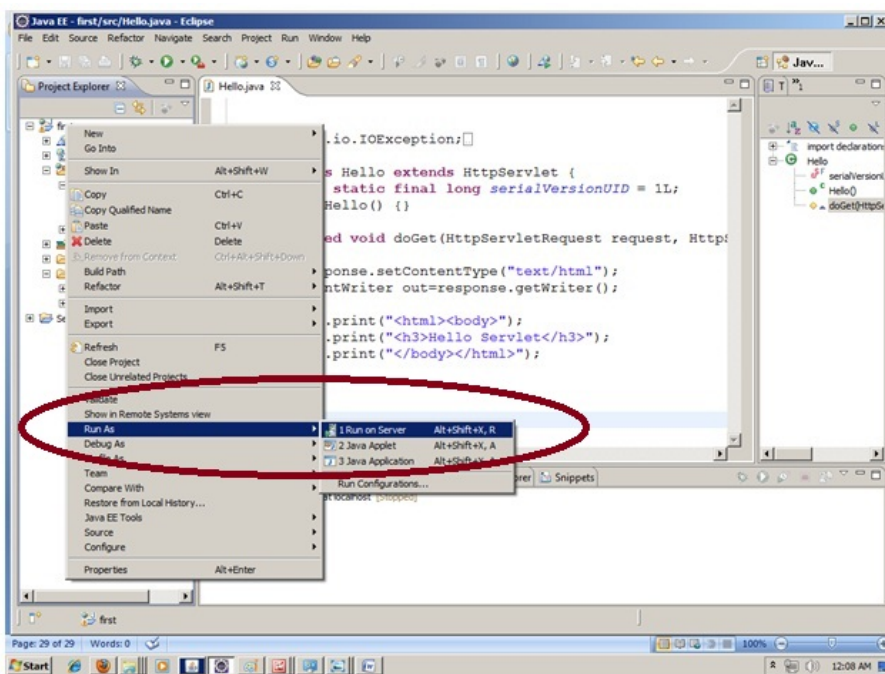 Java EE - first/src/Hello.java - Eclipse
File Edit Source Refactor Navigate Search Project Run Window Help
Jav...
Project Explorer
Hello.java
New
Go Into
Show In Alt+Shift+W
Copy Ctrl+C
Copy Qualified Name
Paste Ctrl+V
Delete Delete
Remove from Context Ctrl+Alt+Shift+Down
Build Path
Refactor Alt+Shift+T
Import
Export
Refresh F5
Close Project
Close Unrelated Projects
Validate
Show in Remote Systems view
Run As
Debug As
Team
Compare With
Restore from Local History...
Java EE Tools
Source
Configure
Properties Alt+Enter
1 Run on Server Alt+Shift+X, R
2 Java Applet Alt+Shift+X, A
3 Java Application Alt+Shift+X,
Run Configurations...
.io.IOException;
s Hello extends HttpServlet {
static final long serialVersionUID = 1L;
Hello() {}
ed void doGet(HttpServletRequest request, HttpS
ponse.setContentType("text/html");
ntWriter out=response.getWriter();
.print("<html><body>");
.print("<h3>Hello Servlet</h3>");
.print("</body></html>");
import declarations
Hello
serialVersionU
Hello()
doGet(HttpSe
rer Snippets
at localhost [Stopped]
first
Page: 29 of 29 Words: 0 100%
Start 12:08 AM